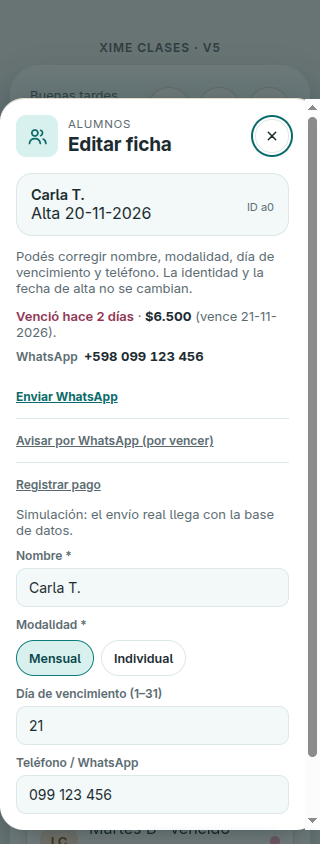 XIME CLASES · V5
Buenas tardes
ALUMNOS
Editar ficha
Carla T.
Alta 20-11-2026
ID a0
Podés corregir nombre, modalidad, día de
vencimiento y teléfono. La identidad y la
fecha de alta no se cambian.
Venció hace 2 días · $6.500 (vence 21-11-
2026).
WhatsApp +598 099 123 456
Enviar WhatsApp
Avisar por WhatsApp (por vencer)
Registrar pago
Simulación: el envío real llega con la base
de datos.
Nombre *
Carla T.
Modalidad *
Mensual
Individual
Día de vencimiento (1–31)
21
Teléfono / WhatsApp
099 123 456